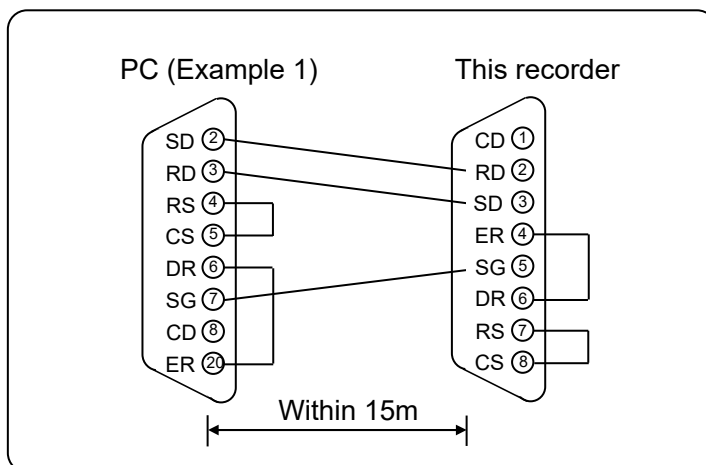 PC (Example 1)
This recorder
SD 2
RD 3
RS 4
CS 5
DR 6
SG 7
CD 8
ER 20
CD 1
RD 2
SD 3
ER 4
SG 5
DR 6
RS 7
CS 8
Within 15m